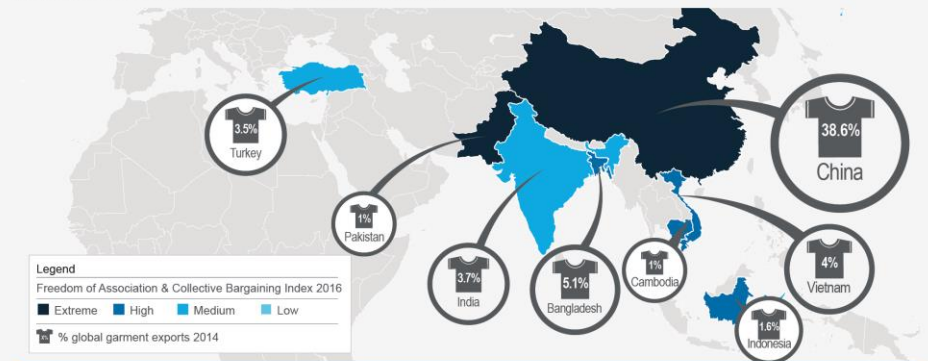 38.6%
China
3.5%
Turkey
1%
Pakistan
3.7%
India
5.1%
Bangladesh
1%
Cambodia
4%
Vietnam
1.6%
Indonesia
Legend
Freedom of Association & Collective Bargaining Index 2016
Extreme High Medium Low
% global garment exports 2014